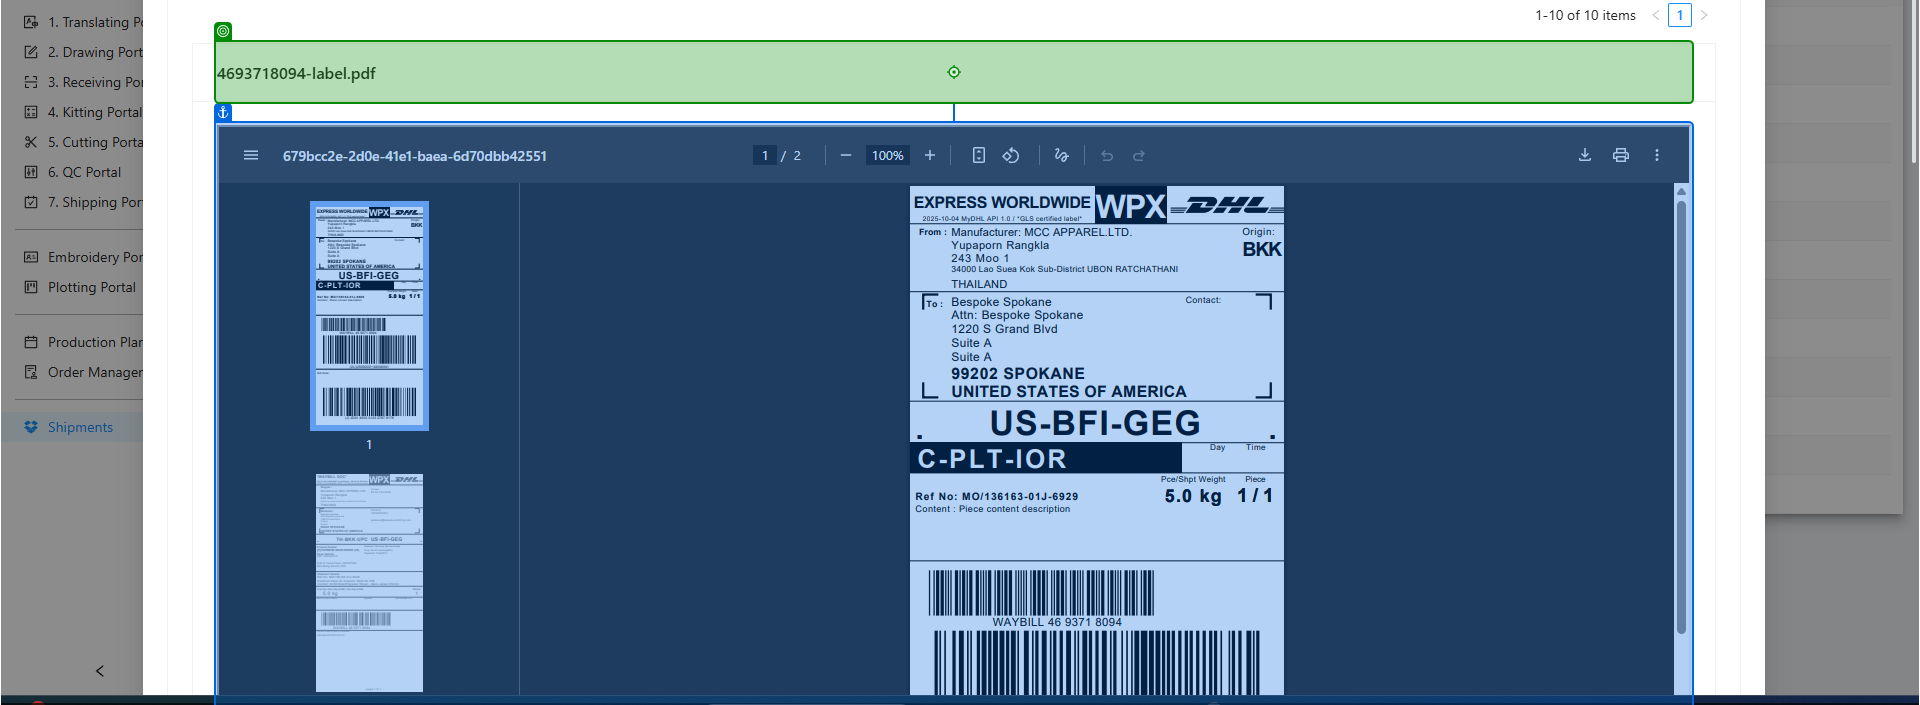 1. Translating Po
2. Drawing Port
3. Receiving Por
4. Kitting Portal
5. Cutting Porta
6. QC Portal
7. Shipping Port
Embroidery Por
Plotting Portal
Production Plan
Order Manager
Shipments
1-10 of 10 items
1
4693718094-label.pdf
679bcc2e-2d0e-41e1-baea-6d70dbb42551
1 / 2
100%
1
EXPRESS WORLDWIDE WPX DHL
2025-10-04 MyDHL API 1.0 / *GLS certified label*
From : Manufacturer: MCC APPAREL.LTD. Origin:
Yupaporn Rangkla BKK
243 Moo 1
34000 Lao Suea Kok Sub-District UBON RATCHATHANI
THAILAND
To : Bespoke Spokane Contact:
Attn: Bespoke Spokane
1220 S Grand Blvd
Suite A
Suite A
99202 SPOKANE
UNITED STATES OF AMERICA
US-BFI-GEG
C-PLT-IOR Day Time
Pce/Shpt Weight Piece
Ref No: MO/136163-01J-6929 5.0 kg 1 / 1
Content : Piece content description
WAYBILL 46 9371 8094